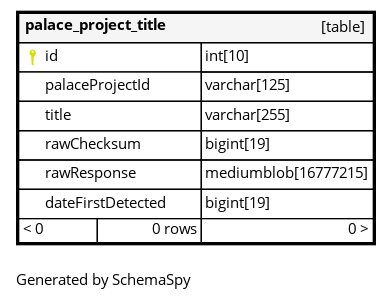 palace_project_title [table]
id int[10]
palaceProjectId varchar[125]
title varchar[255]
rawChecksum bigint[19]
rawResponse mediumblob[16777215]
dateFirstDetected bigint[19]
< 0 0 rows 0 >
Generated by SchemaSpy